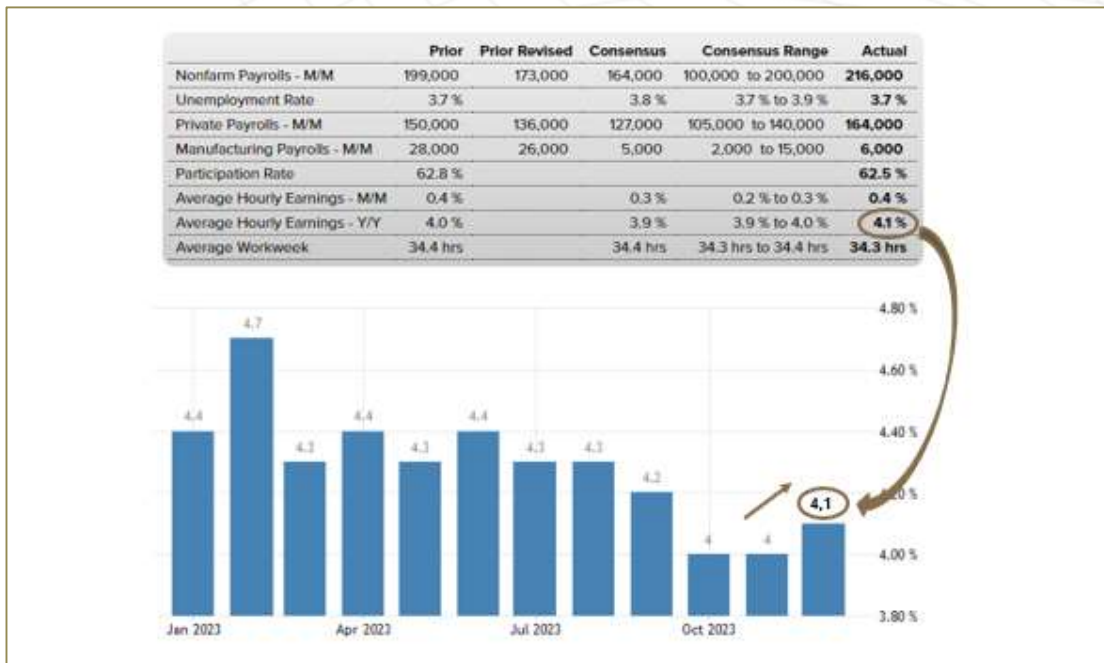 Prior Prior Revised Consensus Consensus Range Actual
Nonfarm Payrolls - M/M 199,000 173,000 164,000 100,000 to 200,000 216,000
Unemployment Rate 3.7 % 3.8 % 3.7 % to 3.9 % 3.7 %
Private Payrolls - M/M 150,000 136,000 127,000 105,000 to 140,000 164,000
Manufacturing Payrolls - M/M 28,000 26,000 5,000 2,000 to 15,000 6,000
Participation Rate 62.8 % 62.5 %
Average Hourly Earnings - M/M 0.4 % 0.3 % 0.2 % to 0.3 % 0.4 %
Average Hourly Earnings - Y/Y 4.0 % 3.9 % 3.9 % to 4.0 % 4.1 %
Average Workweek 34.4 hrs 34.4 hrs 34.3 hrs to 34.4 hrs 34.3 hrs
4.80 %
4.7
4.60 %
4.4 4.4 4.4
4.40 %
4.3 4.3 4.3 4.3
4.2
4,1
4.00 %
4 4
3.80 %
Jan 2023 Apr 2023 Jul 2023 Oct 2023